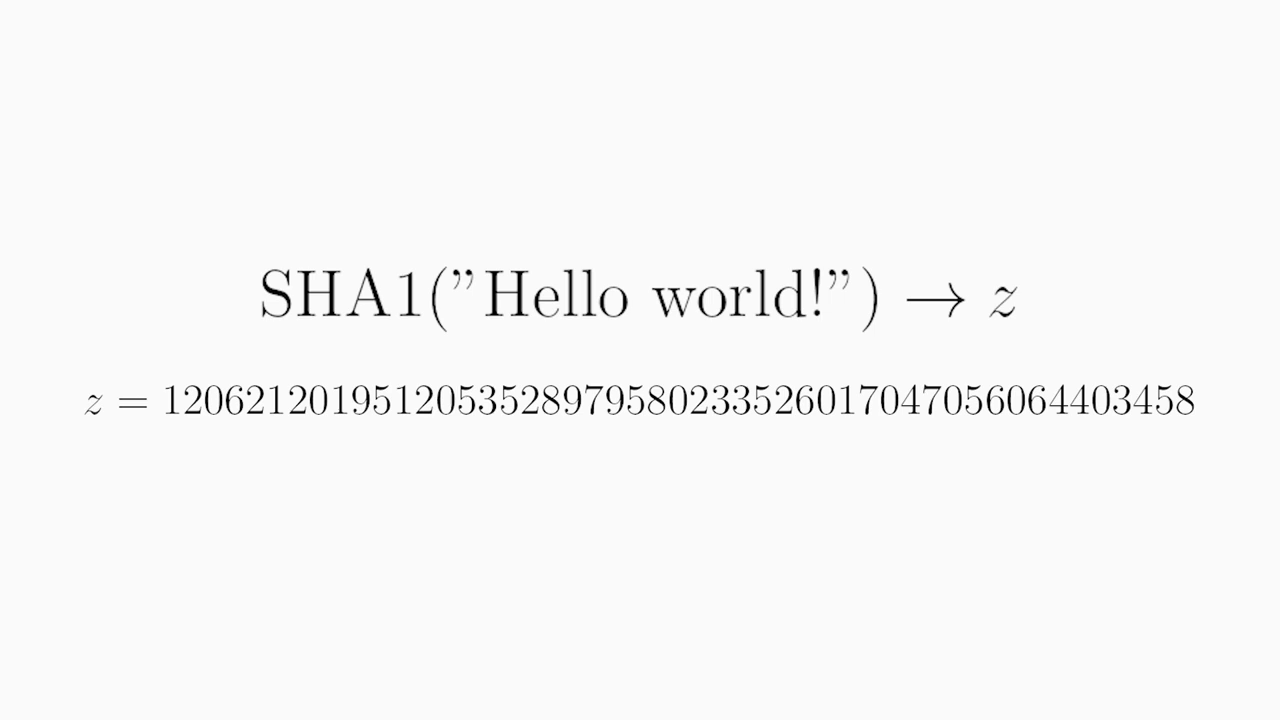 SHA1(”Hello world!”) → z
z = 1206212019512053528979580233526017047056064403458